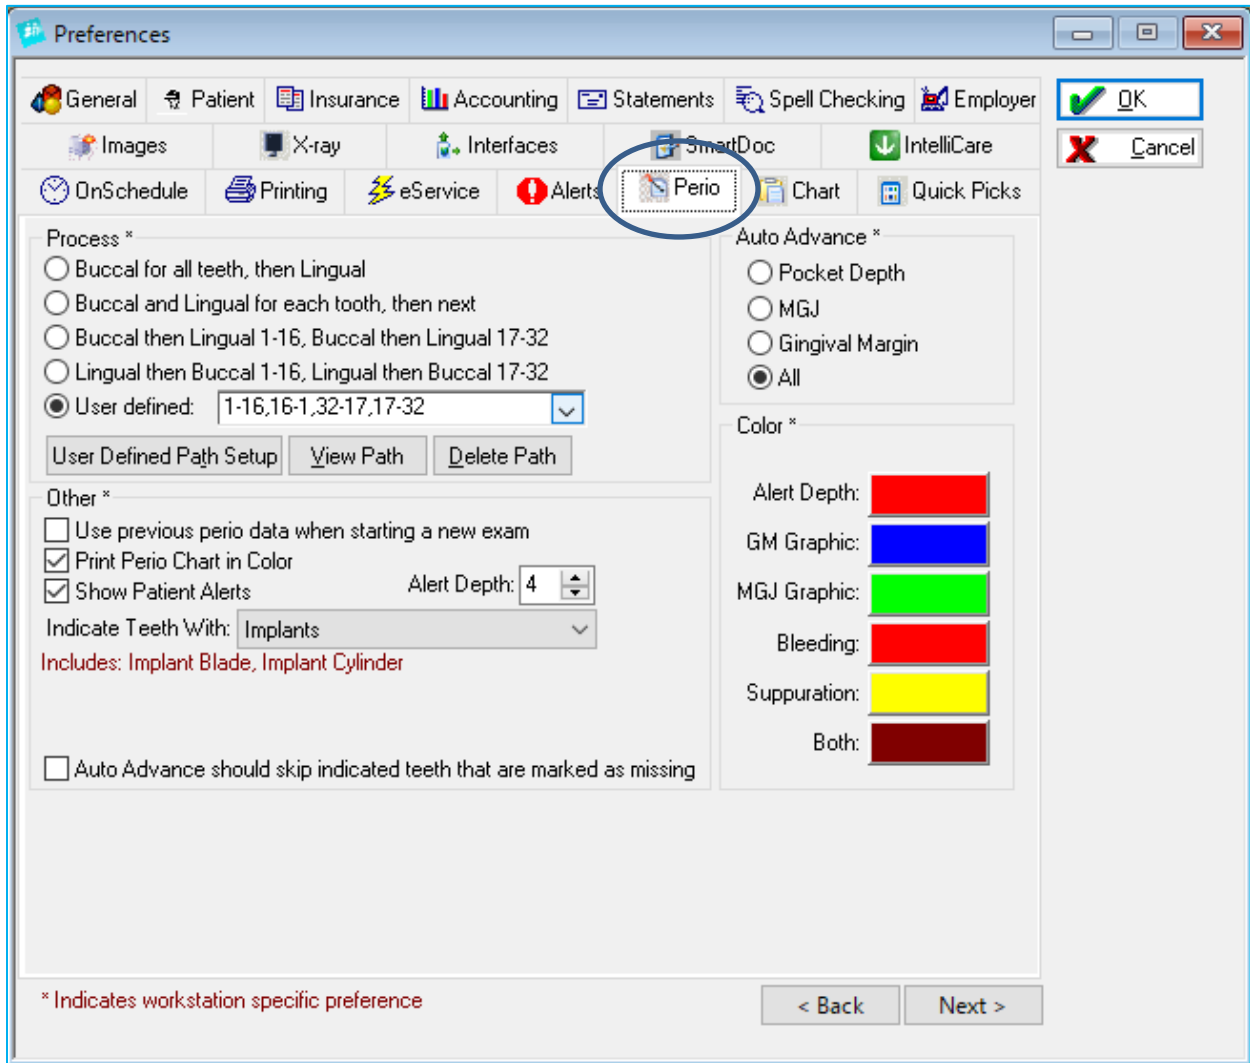 Preferences
General Patient Insurance Accounting Statements Spell Checking Employer
OK
Images X-ray Interfaces SmartDoc IntelliCare
Cancel
OnSchedule Printing eService Alerts Perio Chart Quick Picks
Process *
Buccal for all teeth, then Lingual
Buccal and Lingual for each tooth, then next
Buccal then Lingual 1-16, Buccal then Lingual 17-32
Lingual then Buccal 1-16, Lingual then Buccal 17-32
User defined: 1-16,16-1,32-17,17-32
User Defined Path Setup View Path Delete Path
Auto Advance *
Pocket Depth
MGJ
Gingival Margin
All
Other *
Use previous perio data when starting a new exam
Print Perio Chart in Color
Show Patient Alerts Alert Depth: 4
Indicate Teeth With: Implants
Includes: Implant Blade, Implant Cylinder
Auto Advance should skip indicated teeth that are marked as missing
Color *
Alert Depth:
GM Graphic:
MGJ Graphic:
Bleeding:
Suppuration:
Both:
* Indicates workstation specific preference
< Back Next >